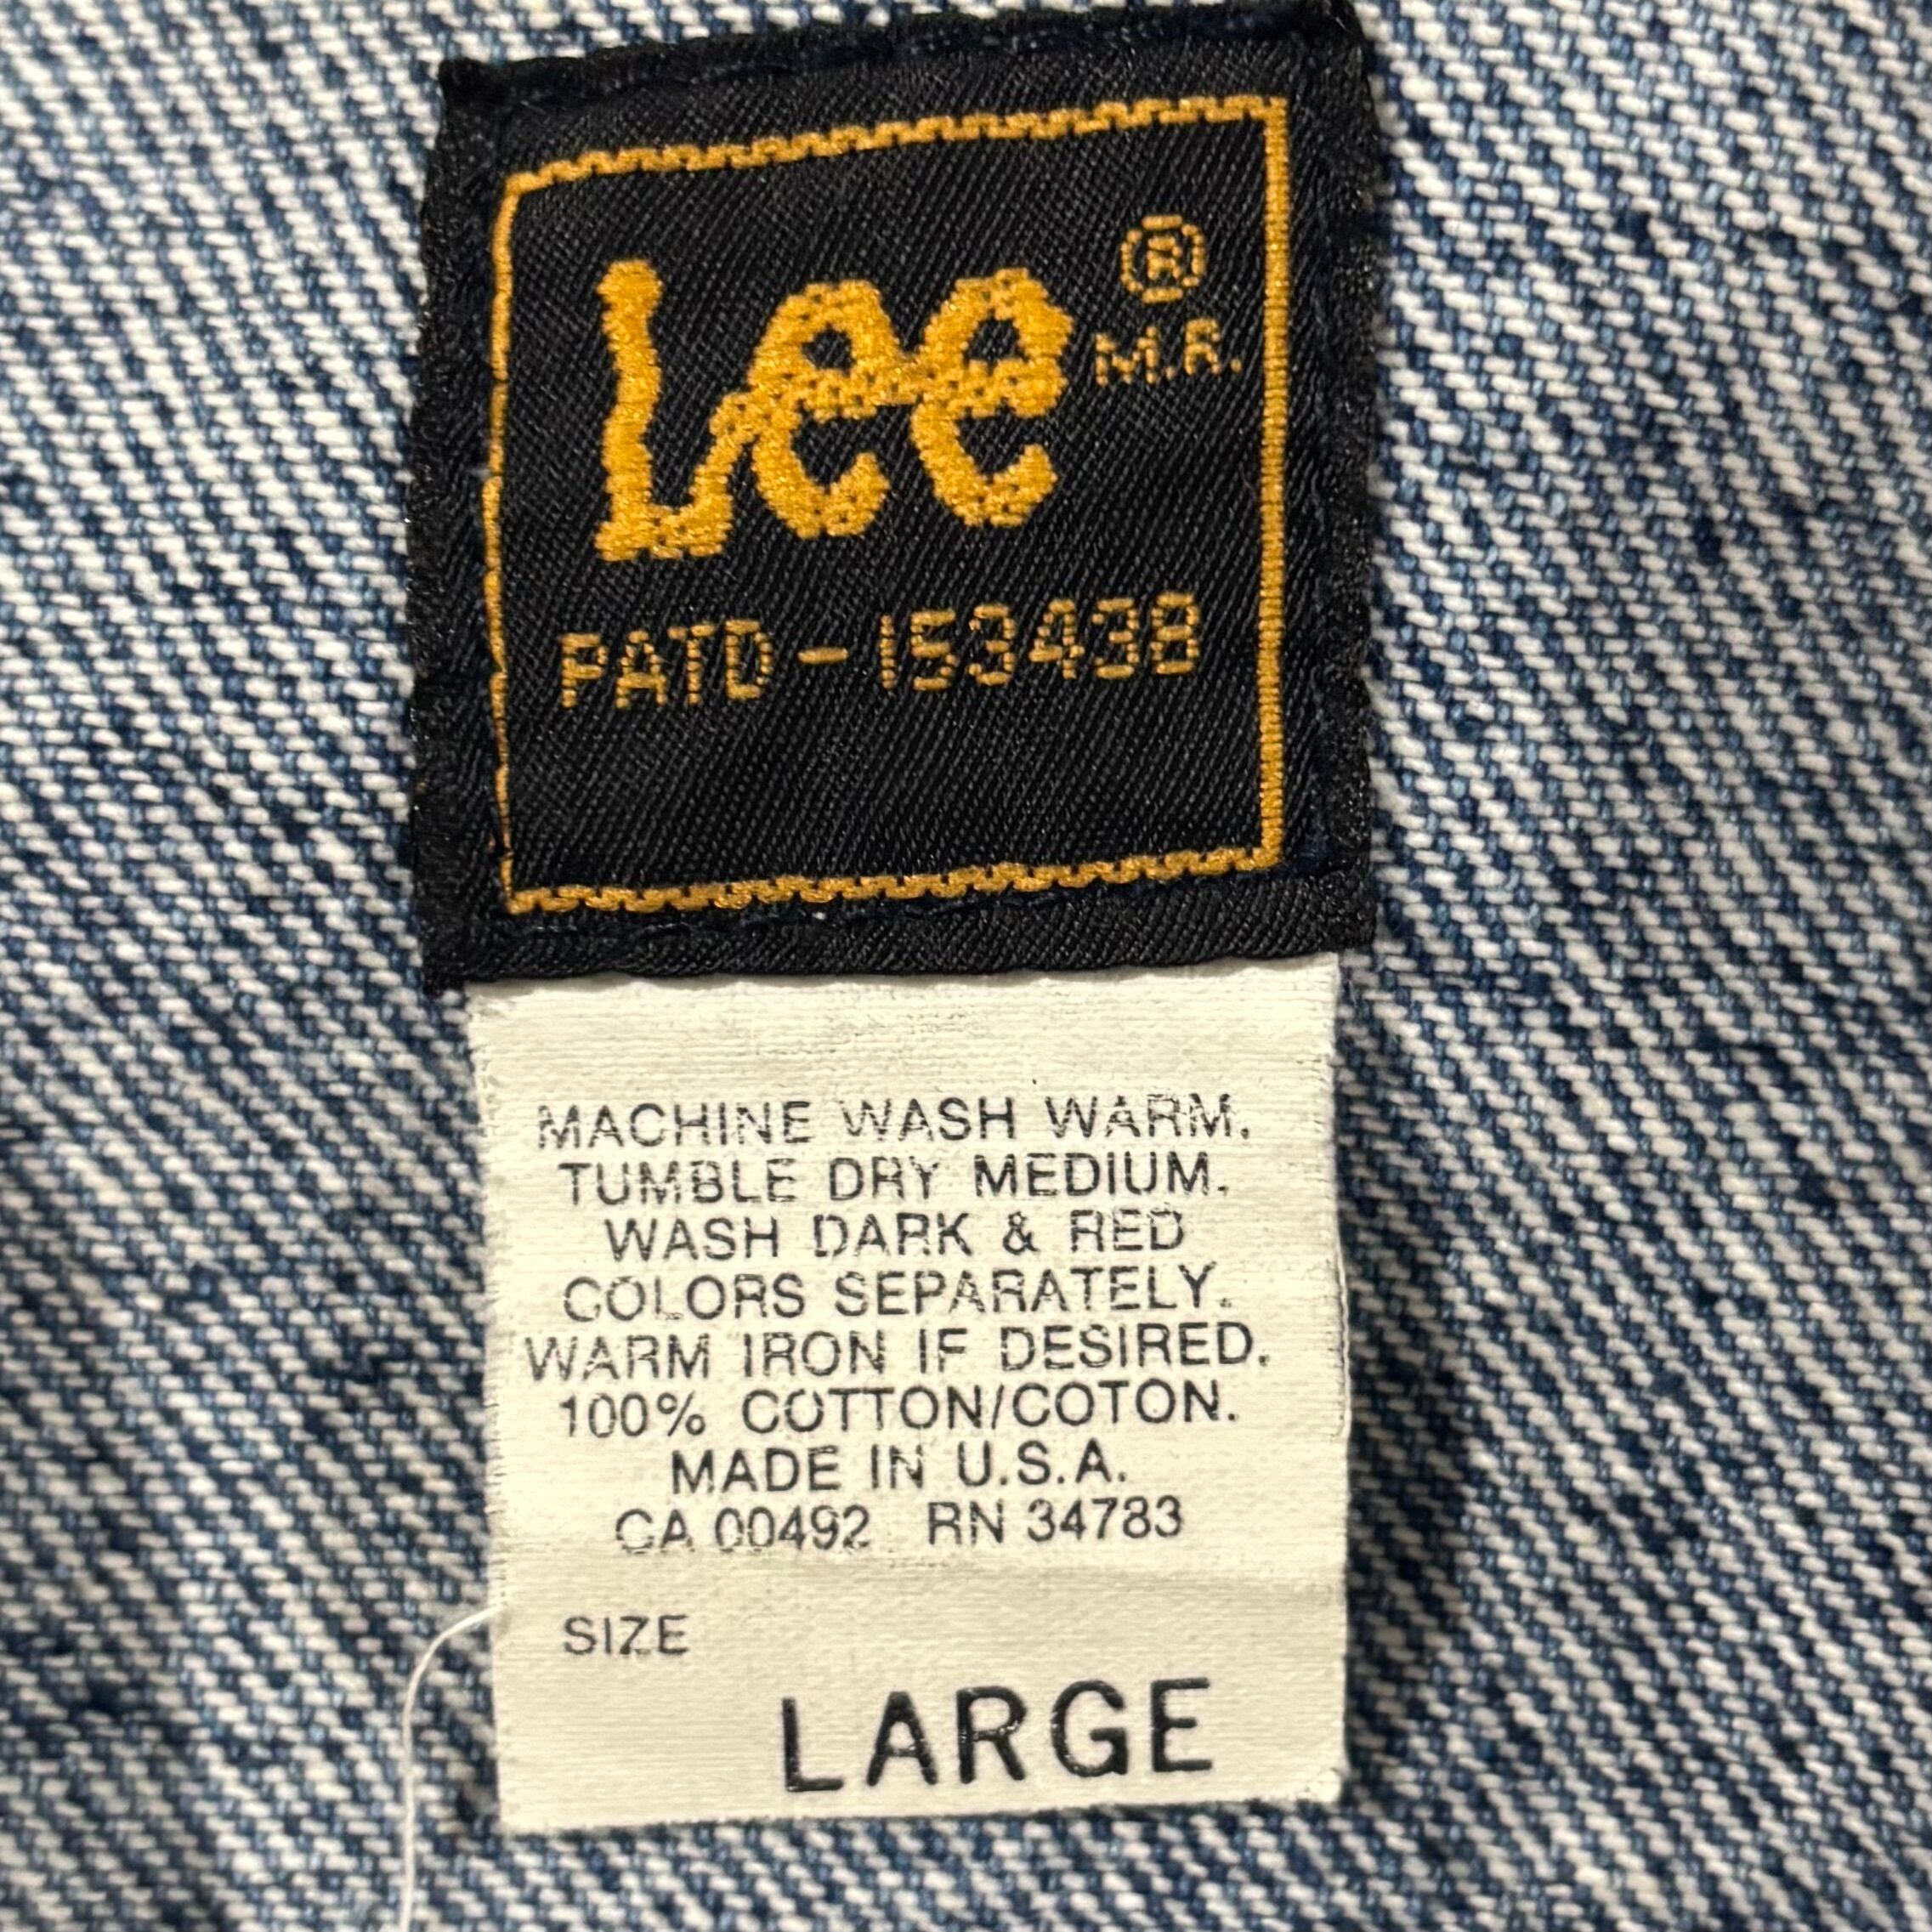 Lee ®
M.R.
PATD-153438
MACHINE WASH WARM.
TUMBLE DRY MEDIUM.
WASH DARK & RED
COLORS SEPARATELY.
WARM IRON IF DESIRED.
100% COTTON/COTON.
MADE IN U.S.A.
CA 00492 RN 34783
SIZE
LARGE